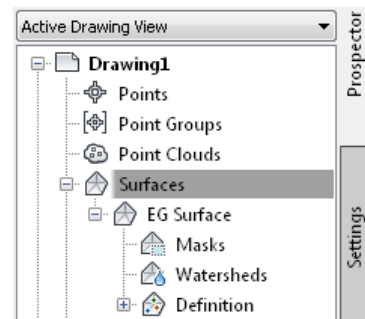 Active Drawing View
Drawing1
Points
Point Groups
Point Clouds
Surfaces
EG Surface
Masks
Watersheds
Definition
Prospector
Settings